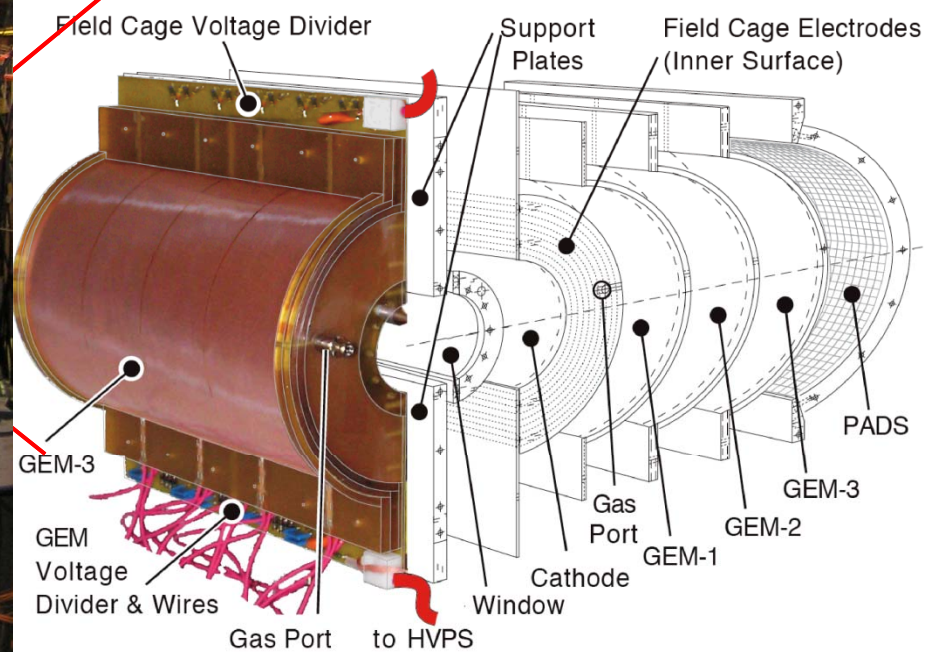 Field Cage Voltage Divider
Support
Plates
Field Cage Electrodes
(Inner Surface)
GEM-3
GEM
Voltage
Divider & Wires
Gas Port
to HVPS
Window
Cathode
Gas
Port
GEM-1
GEM-2
GEM-3
PADS